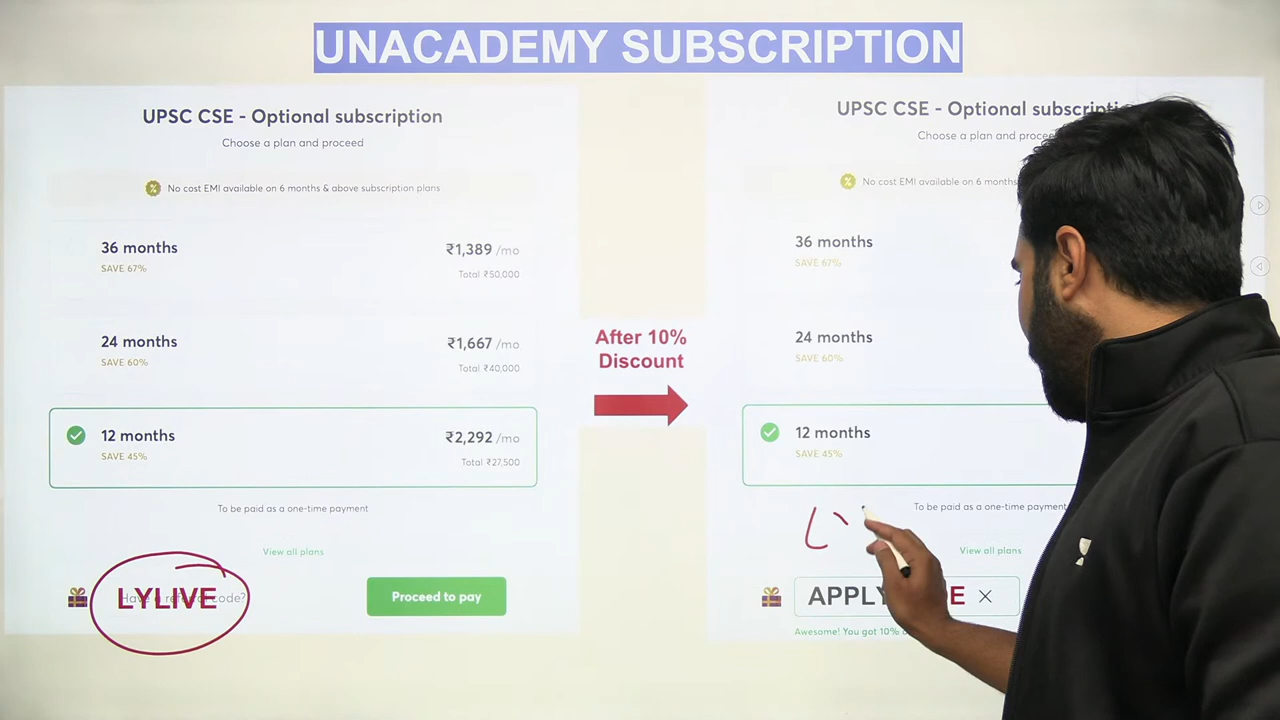 UNACADEMY SUBSCRIPTION
UPSC CSE - Optional subscription
Choose a plan and proceed
No cost EMI available on 6 months & above subscription plans
36 months
₹1,389 /mo
SAVE 67%
Total ₹50,000
24 months
₹1,667 /mo
SAVE 60%
Total ₹40,000
12 months
₹2,292 /mo
SAVE 45%
Total ₹27,500
To be paid as a one-time payment
View all plans
LYLIVE
Have a referral code?
Proceed to pay
After 10%
Discount
UPSC CSE - Optional
Choose a plan and
No cost EMI available on 6 months
36 months
SAVE 67%
24 months
SAVE 60%
12 months
SAVE 45%
To be paid as a one-time payment
View all plans
L
APPLY
Awesome! You got 10%